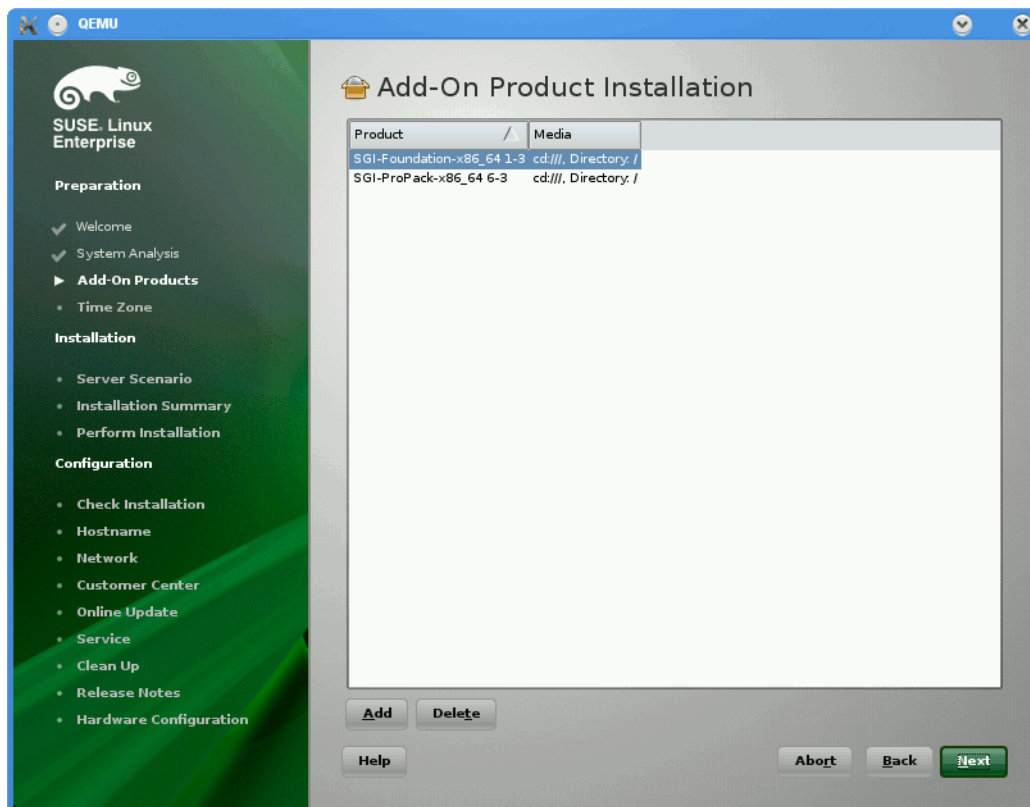 QEMU
SUSE. Linux
Enterprise
Preparation
Welcome
System Analysis
Add-On Products
Time Zone
Installation
Server Scenario
Installation Summary
Perform Installation
Configuration
Check Installation
Hostname
Network
Customer Center
Online Update
Service
Clean Up
Release Notes
Hardware Configuration
Add-On Product Installation
Product Media
SGI-Foundation-x86_64 1-3 cd:///, Directory: /
SGI-ProPack-x86_64 6-3 cd:///, Directory: /
Add Delete
Help Abort Back Next